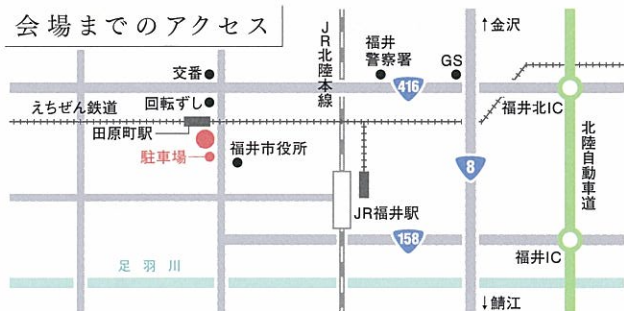 会場までのアクセス
JR北陸本線
福井
警察署
GS
↑金沢
交番
416
回転ずし
福井北IC
えちぜん鉄道
田原町駅
駐車場
福井市役所
8
北陸自動車道
JR福井駅
158
福井IC
足羽川
↓鯖江